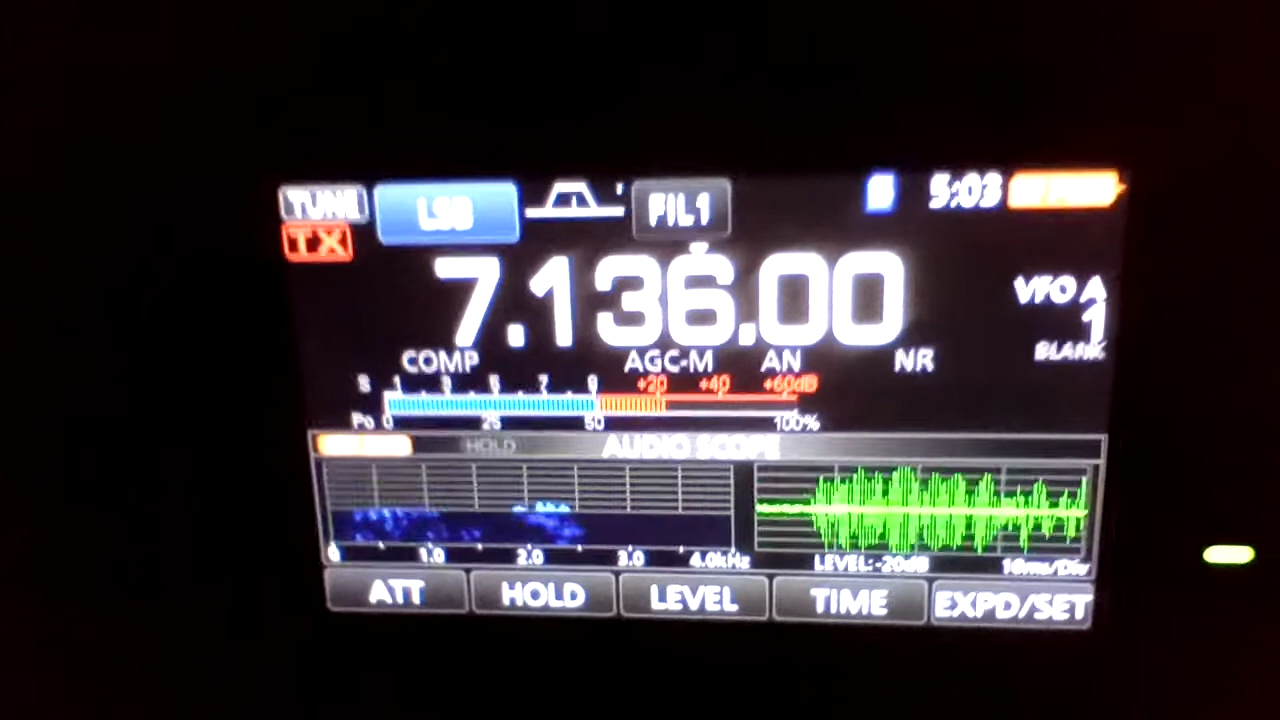 TUNE LSB FIL1 5:03
TX
7.136.00
VFO A
1
COMP AGC-M AN NR BLANK
S 1 3 5 7 9 +20 +40 +60dB
Po 0 25 50 100%
HOLD AUDIO SCOPE
0 1.0 2.0 3.0 4.0kHz LEVEL:-20dB 10ms/Div
ATT HOLD LEVEL TIME EXPD/SET